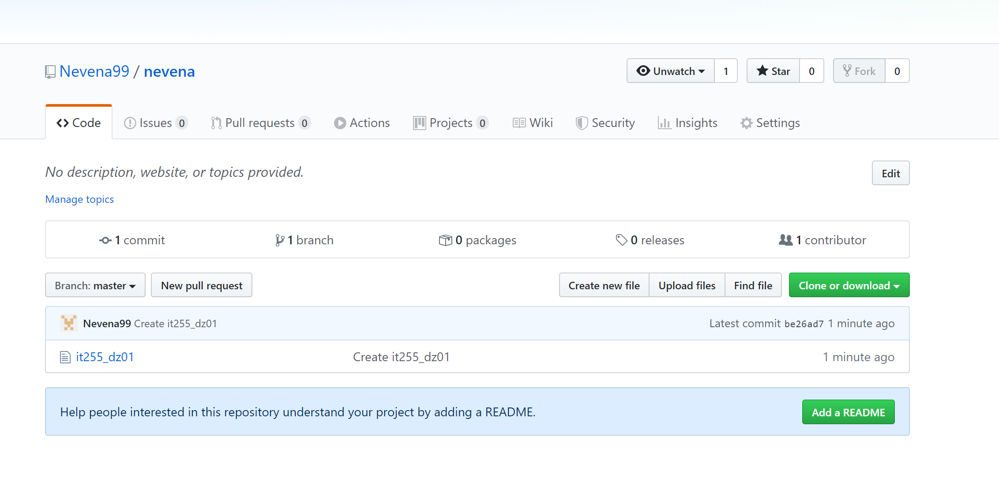 Nevena99 / nevena
Unwatch 1 Star 0 Fork 0
Code Issues 0 Pull requests 0 Actions Projects 0 Wiki Security Insights Settings
No description, website, or topics provided.
Edit
Manage topics
1 commit 1 branch 0 packages 0 releases 1 contributor
Branch: master New pull request Create new file Upload files Find file Clone or download
Nevena99 Create it255_dz01 Latest commit be26ad7 1 minute ago
it255_dz01 Create it255_dz01 1 minute ago
Help people interested in this repository understand your project by adding a README. Add a README